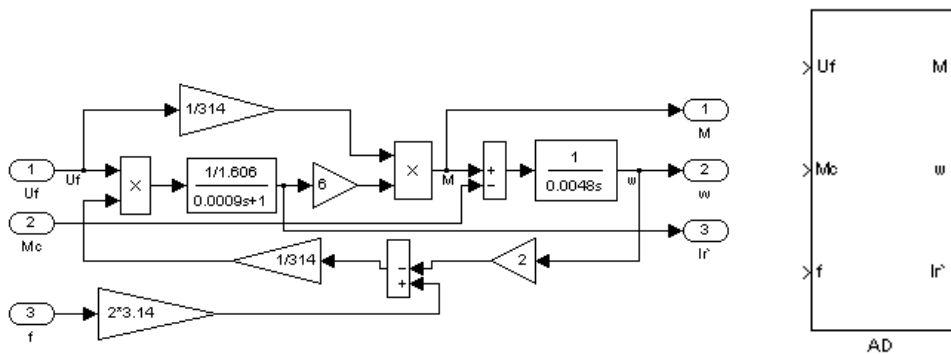 Uf
M
1/314
1
M
1
Uf
Uf
×
1/1.606
0.0009s+1
6
×
M
+
−
1
0.0048s
w
2
w
Mc
w
2
Mc
3
Ir`
1/314
−
+
2
3
f
2*3.14
f
Ir`
AD